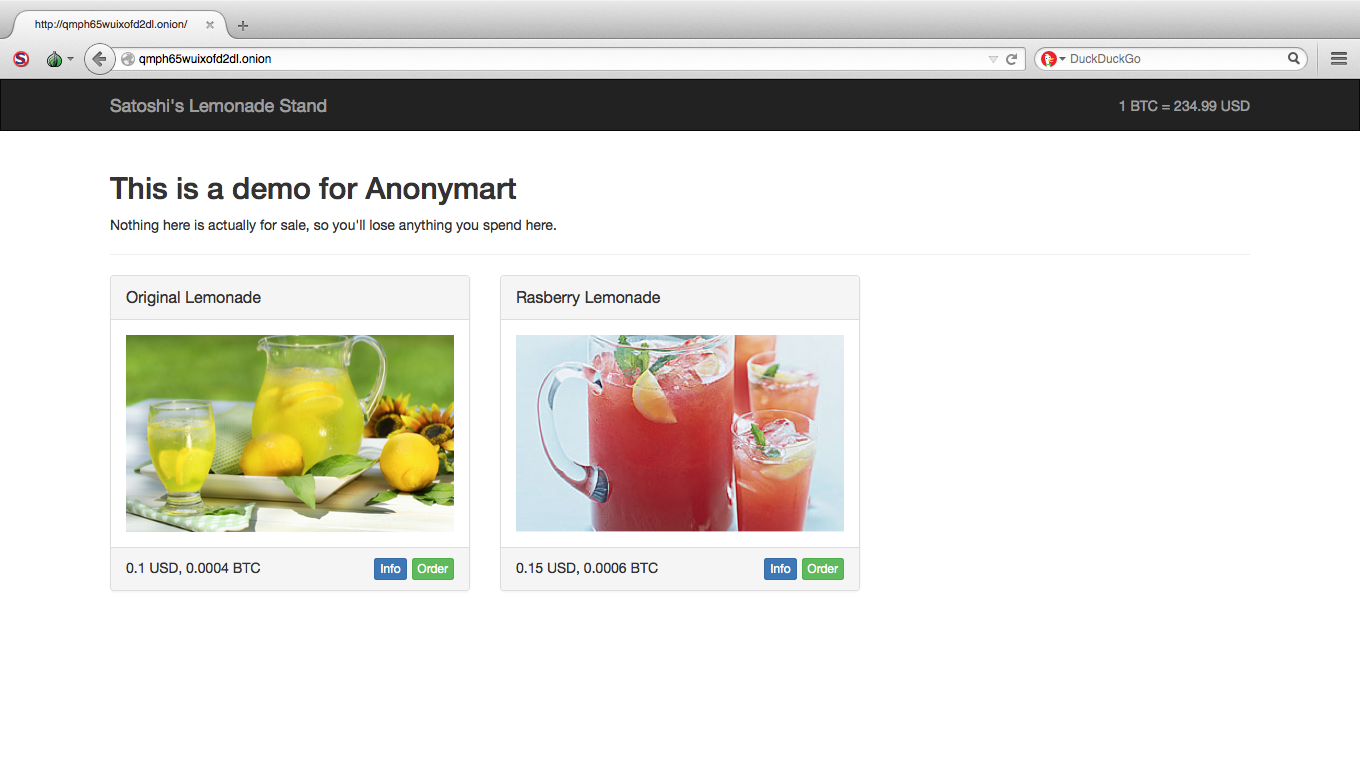 http://qmph65wuixofd2dl.onion/
qmph65wuixofd2dl.onion
DuckDuckGo
Satoshi's Lemonade Stand
1 BTC = 234.99 USD
This is a demo for Anonymart
Nothing here is actually for sale, so you'll lose anything you spend here.
Original Lemonade
0.1 USD, 0.0004 BTC
Info
Order
Rasberry Lemonade
0.15 USD, 0.0006 BTC
Info
Order